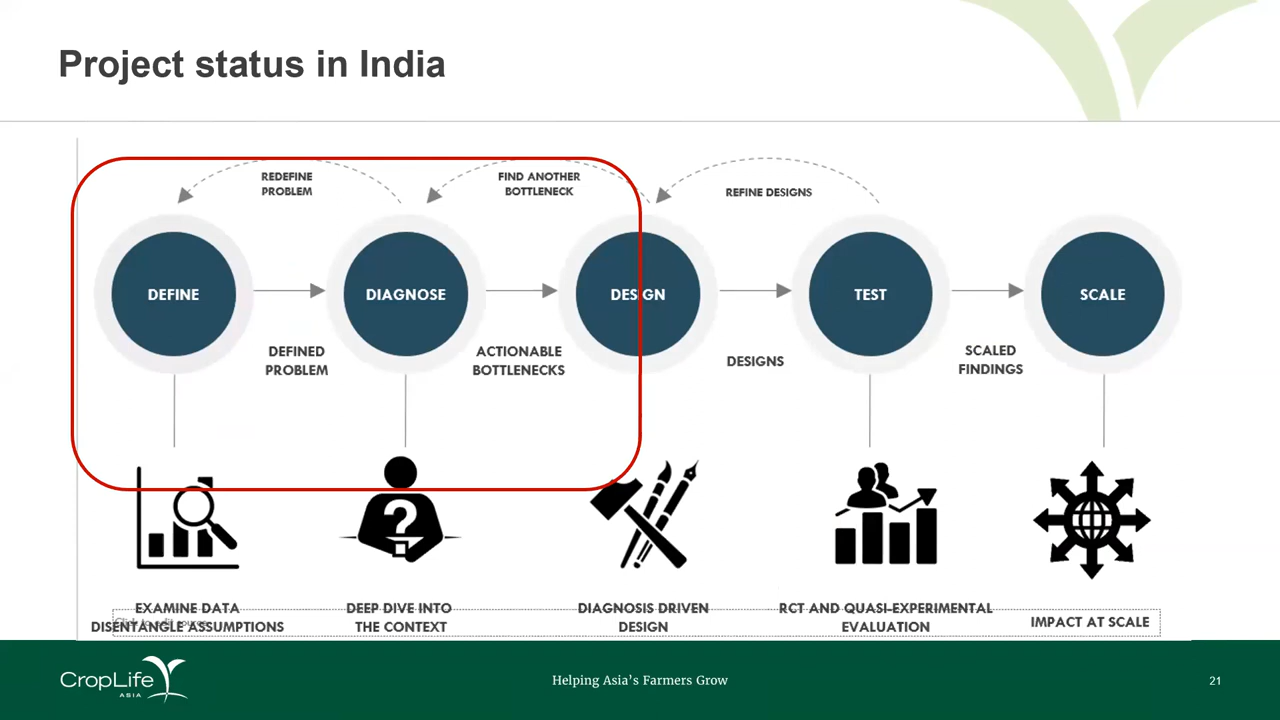 Project status in India
REDEFINE
PROBLEM
FIND ANOTHER
BOTTLENECK
REFINE DESIGNS
DEFINE
DIAGNOSE
DESIGN
TEST
SCALE
DEFINED
PROBLEM
ACTIONABLE
BOTTLENECKS
DESIGNS
SCALED
FINDINGS
?
EXAMINE DATA
DISENTANGLE ASSUMPTIONS
DEEP DIVE INTO
THE CONTEXT
DIAGNOSIS DRIVEN
DESIGN
RCT AND QUASI-EXPERIMENTAL
EVALUATION
IMPACT AT SCALE
CropLife
ASIA
Helping Asia's Farmers Grow
21